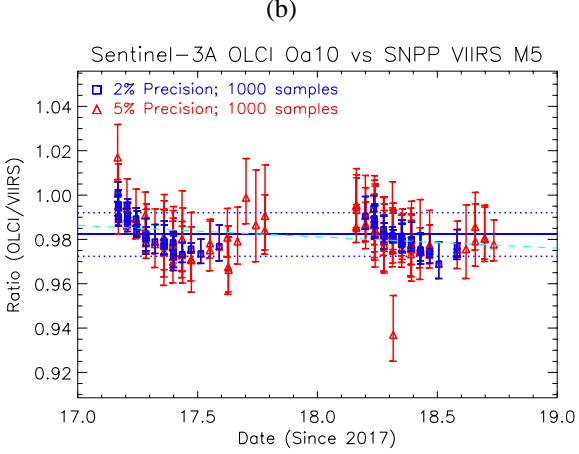 (b)
Sentinel-3A OLCI Oa10 vs SNPP VIIRS M5
2% Precision; 1000 samples
5% Precision; 1000 samples
1.04
1.02
1.00
0.98
0.96
0.94
0.92
Ratio (OLCI/VIIRS)
17.0 17.5 18.0 18.5 19.0
Date (Since 2017)